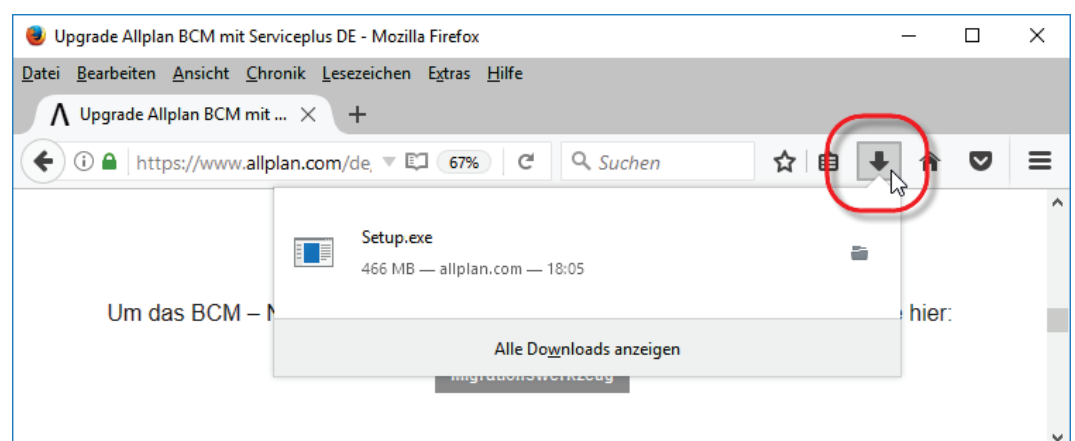 Upgrade Allplan BCM mit Serviceplus DE - Mozilla Firefox
Datei Bearbeiten Ansicht Chronik Lesezeichen Extras Hilfe
Upgrade Allplan BCM mit ...
https://www.allplan.com/de, 67% Suchen
Setup.exe
466 MB — allplan.com — 18:05
Um das BCM – hier:
Alle Downloads anzeigen
Migrationswerkzeug